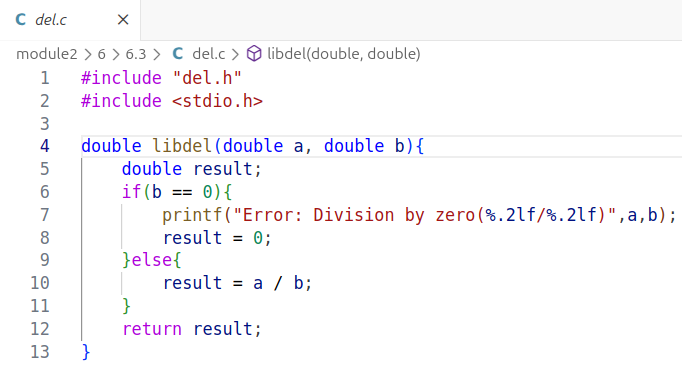 C del.c ×
module2 > 6 > 6.3 > C del.c > libdel(double, double)
1 #include "del.h"
2 #include <stdio.h>
3
4 double libdel(double a, double b){
5     double result;
6     if(b == 0){
7         printf("Error: Division by zero(%.2lf/%.2lf)",a,b);
8         result = 0;
9     }else{
10         result = a / b;
11     }
12     return result;
13 }